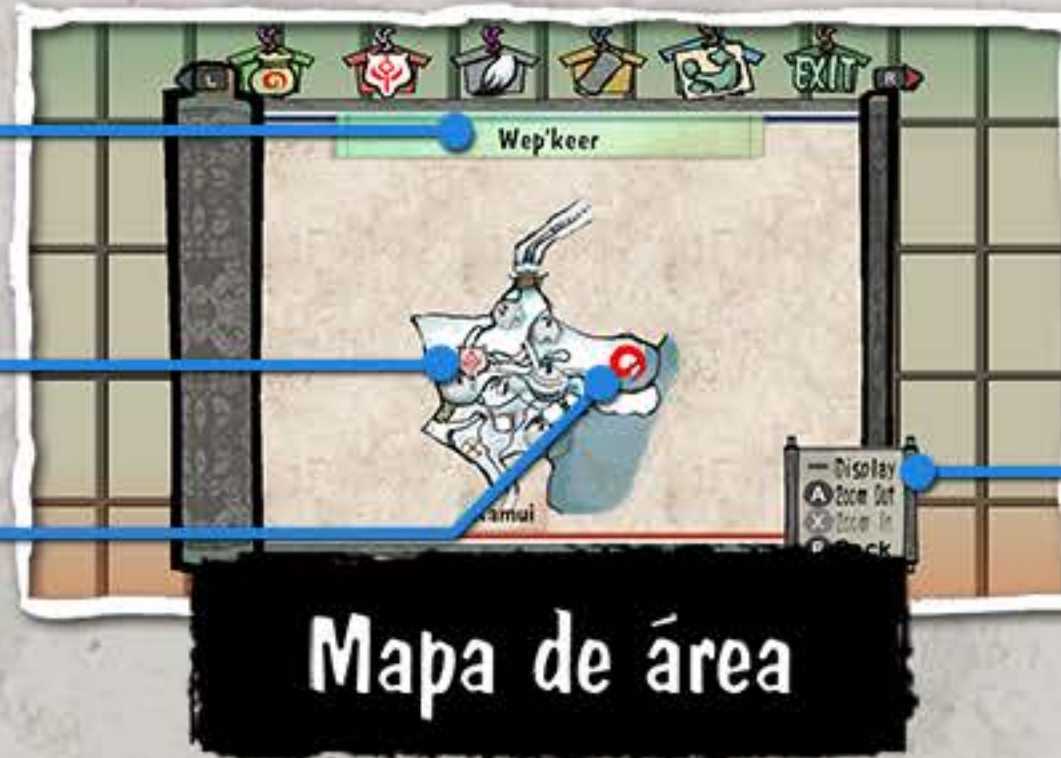 L
EXIT
R
Wep'keer
Display
A Zoom Out
X Zoom In
Mapa de área